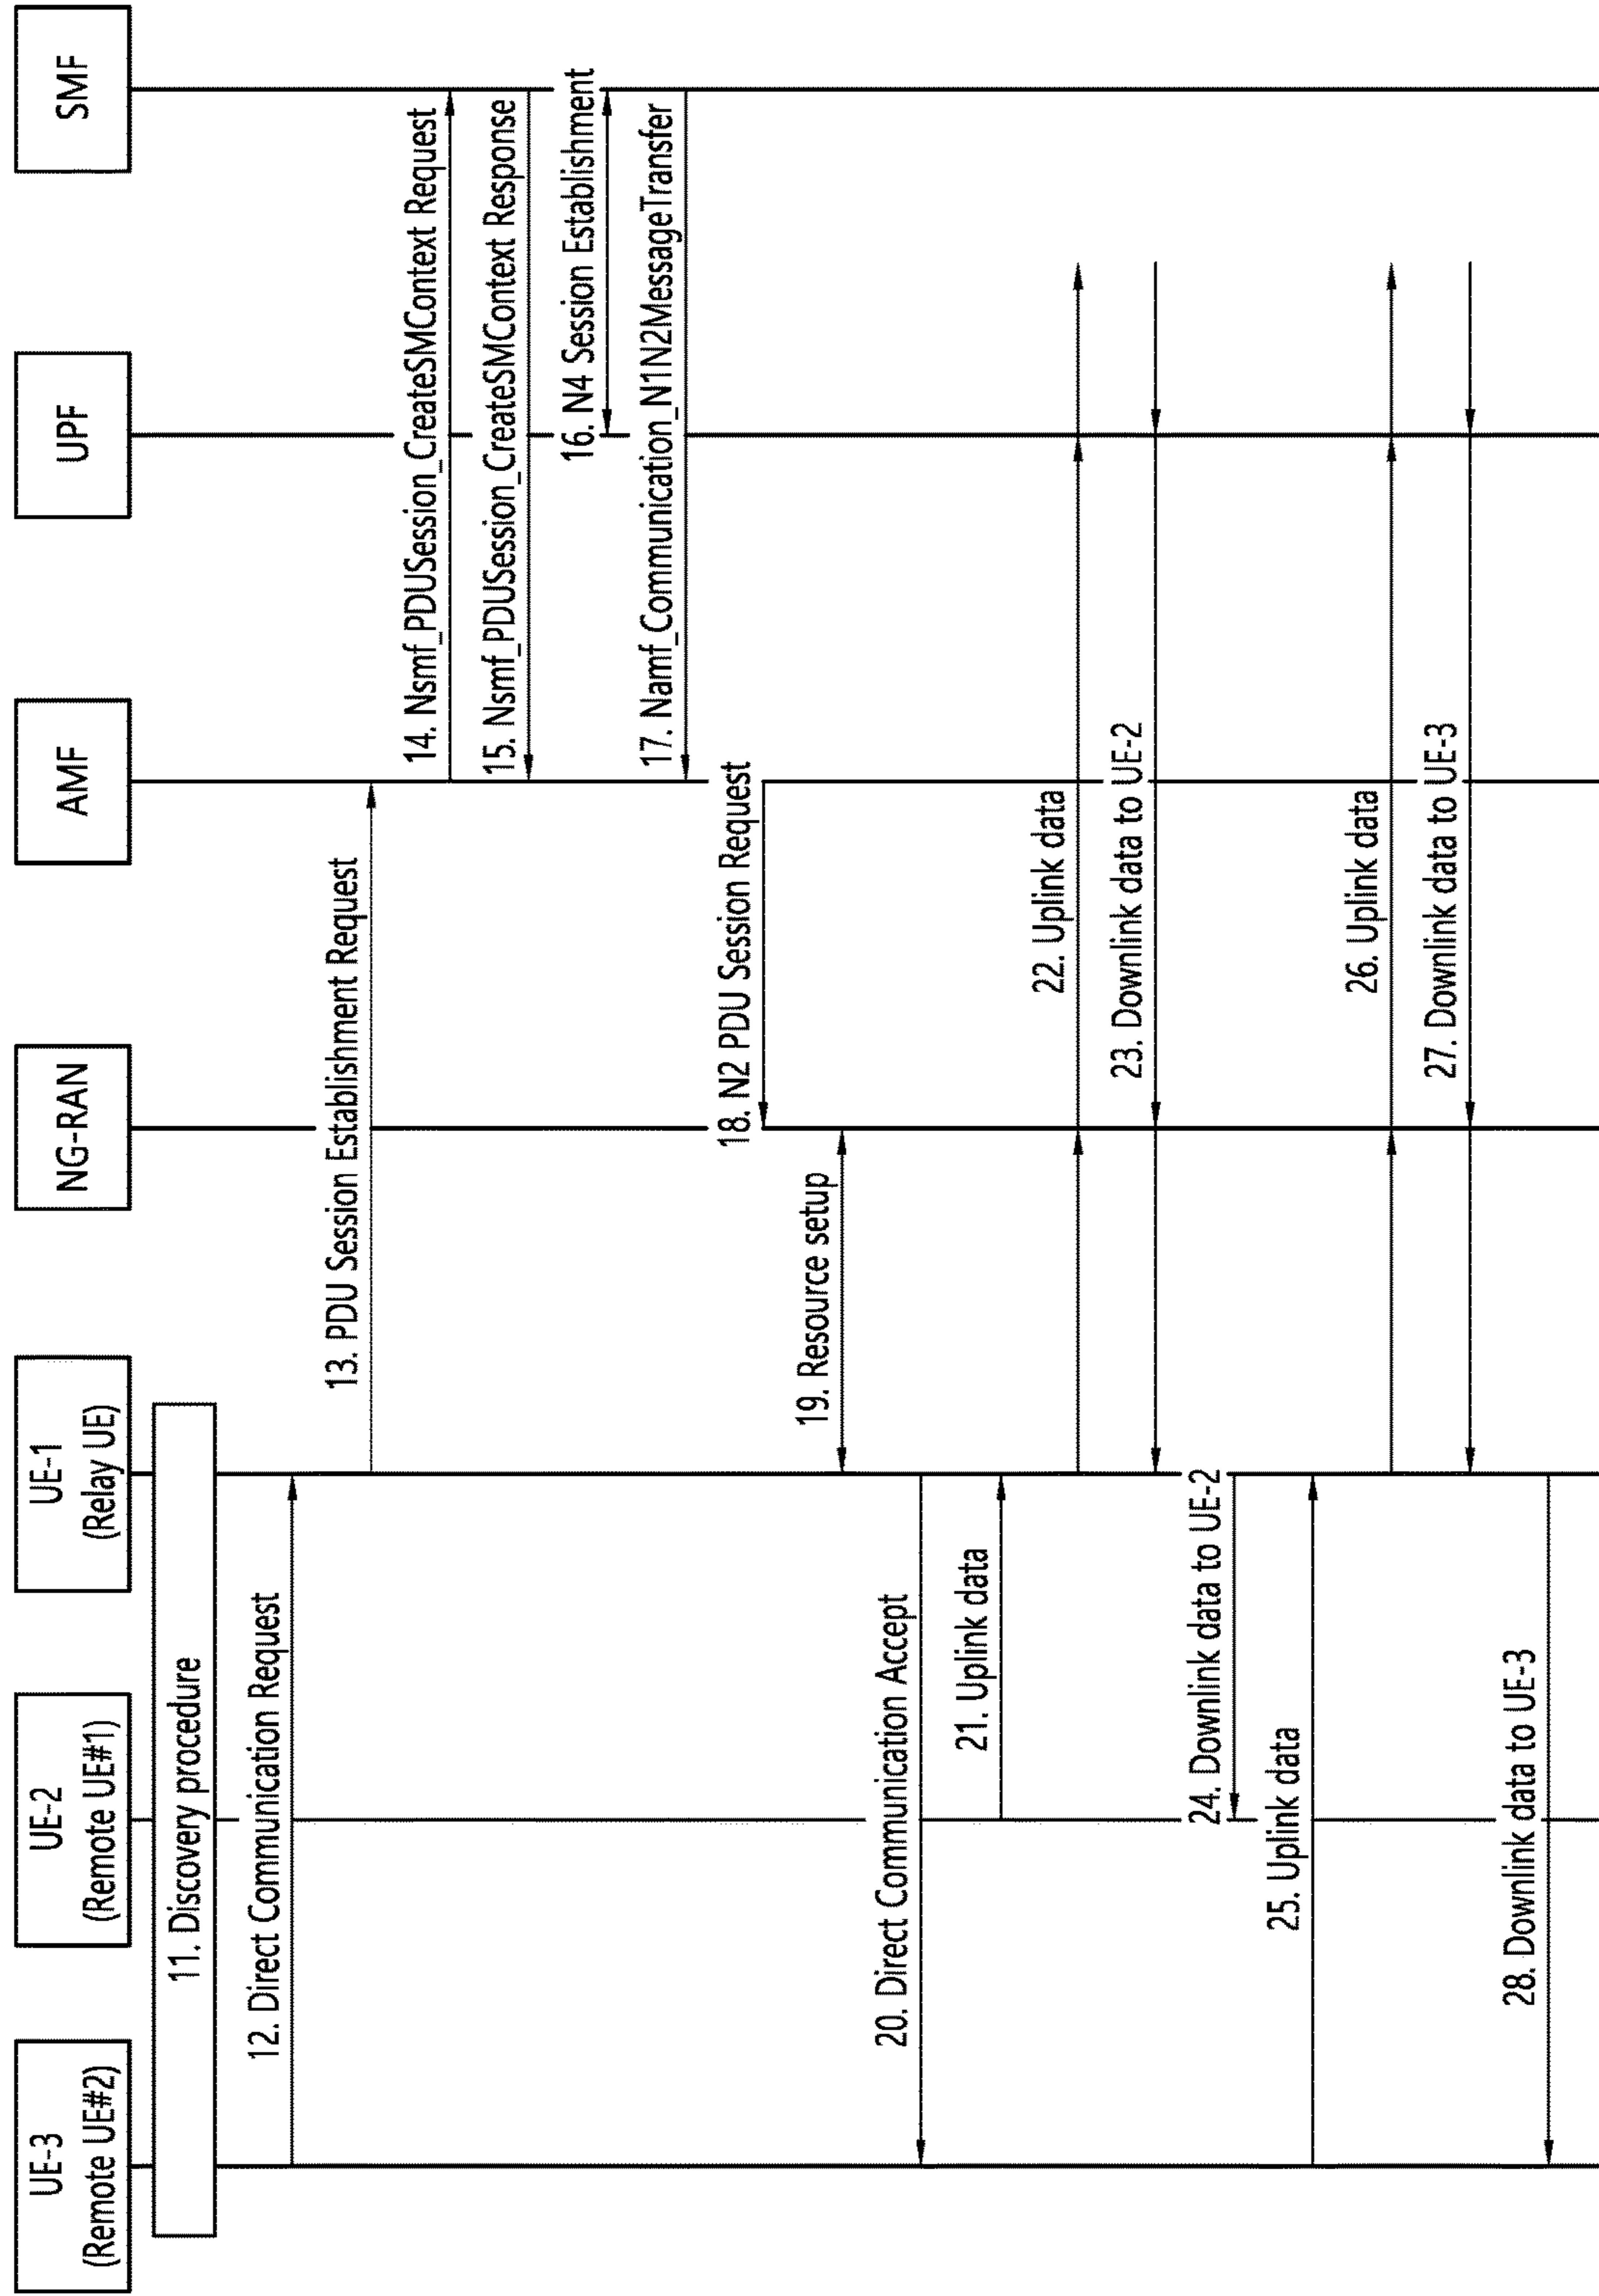 UE-3
(Remote UE#2)
UE-2
(Remote UE#1)
UE-1
(Relay UE)
NG-RAN
AMF
UPF
SMF
11. Discovery procedure
12. Direct Communication Request
13. PDU Session Establishment Request
14. Nsmf_PDUSession_CreateSMContext Request
15. Nsmf_PDUSession_CreateSMContext Response
16. N4 Session Establishment
17. Namf_Communication_N1N2MessageTransfer
18. N2 PDU Session Request
19. Resource setup
20. Direct Communication Accept
21. Uplink data
22. Uplink data
23. Downlink data to UE-2
24. Downlink data to UE-2
25. Uplink data
26. Uplink data
27. Downlink data to UE-3
28. Downlink data to UE-3